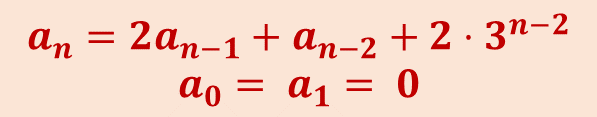 aₙ = 2aₙ₋₁ + aₙ₋₂ + 2 · 3ⁿ⁻²
a₀ = a₁ = 0